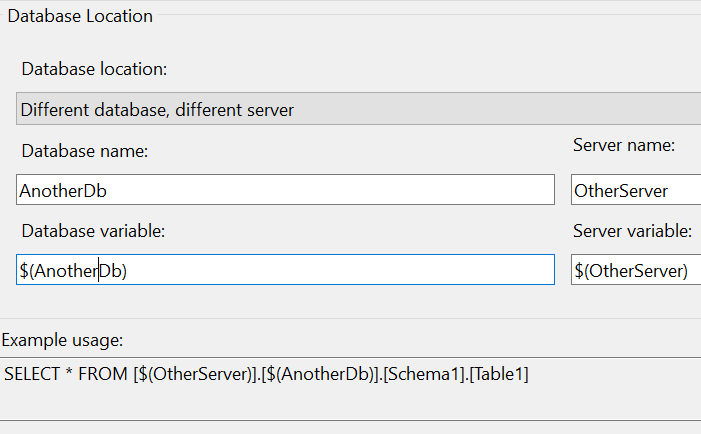 Database Location
Database location:
Different database, different server
Database name:
Server name:
AnotherDb
OtherServer
Database variable:
Server variable:
$(AnotherDb)
$(OtherServer)
Example usage:
SELECT * FROM [$(OtherServer)].[$(AnotherDb)].[Schema1].[Table1]